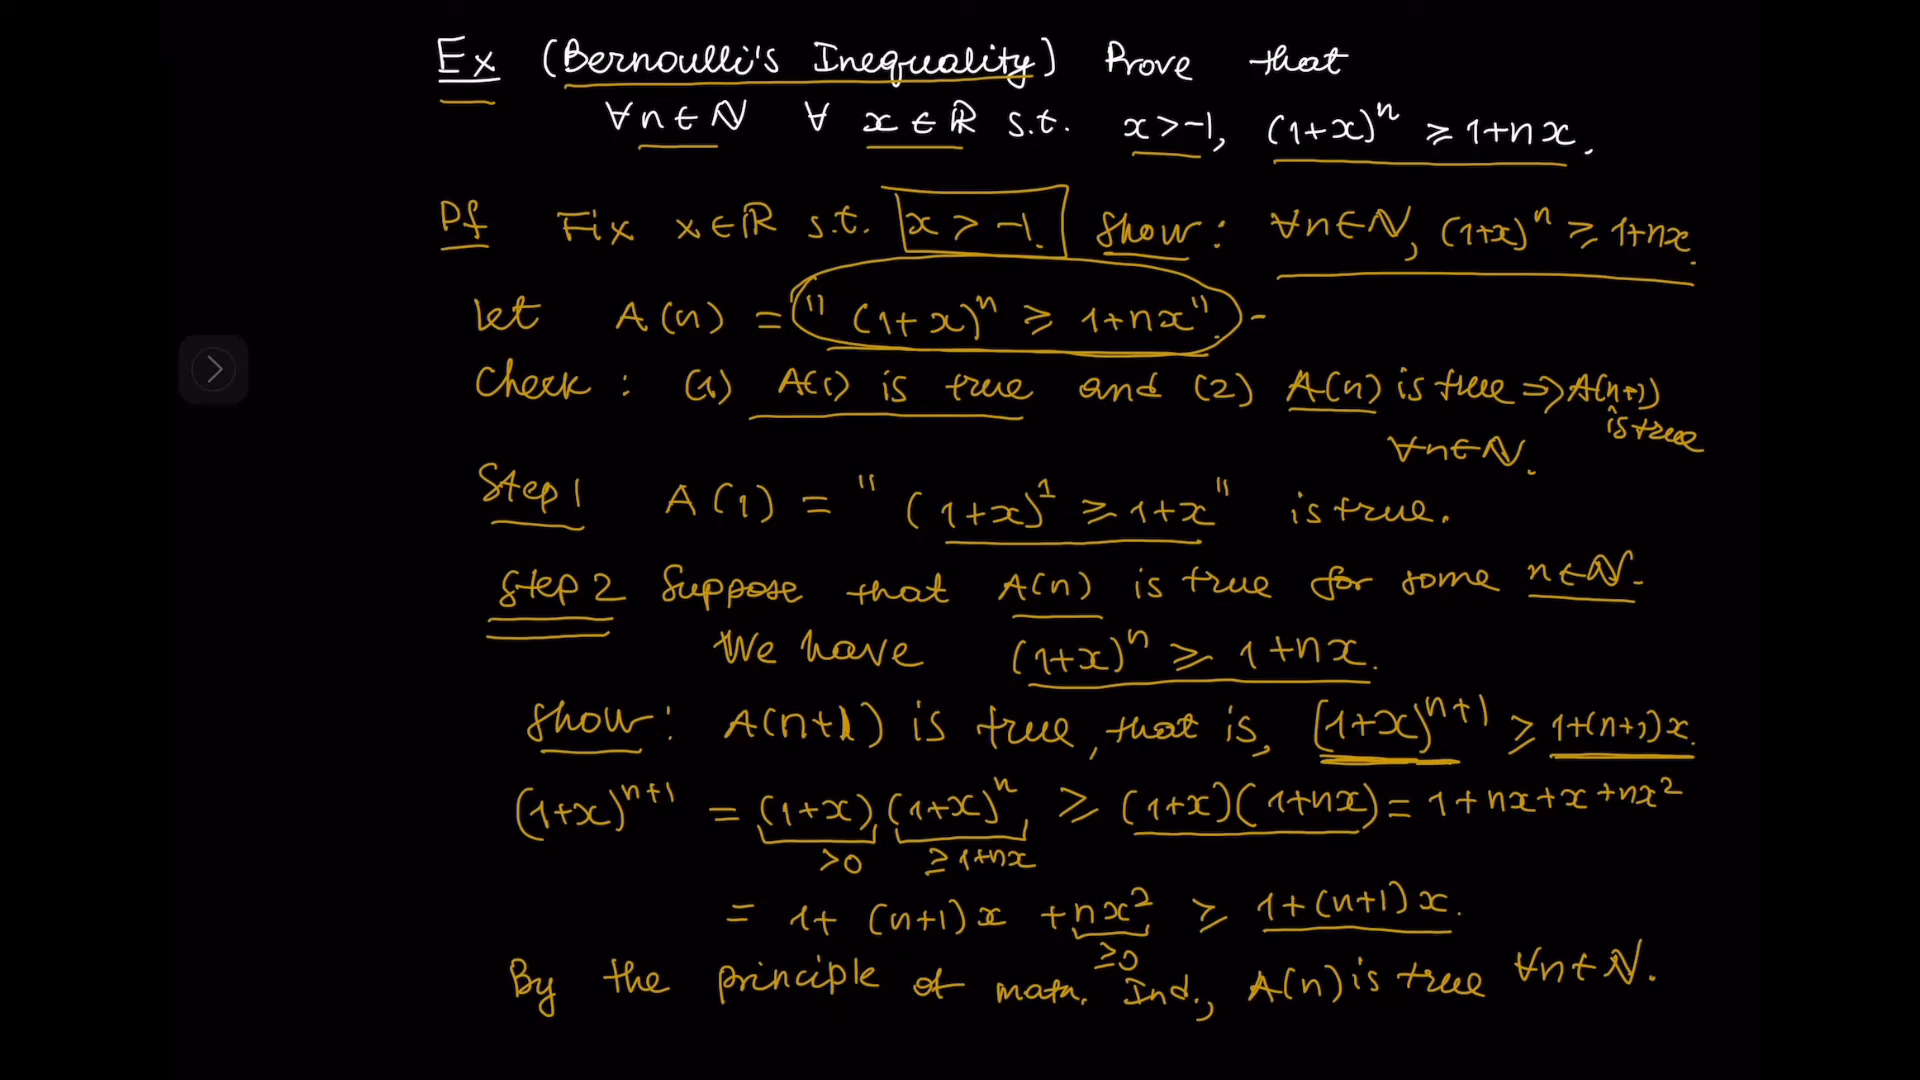 Ex (Bernoulli's Inequality) Prove that
∀n∈ℕ ∀ x∈ℝ s.t. x>-1, (1+x)^n ≥ 1+nx.
Pf Fix x∈ℝ s.t. x > -1. Show: ∀n∈ℕ, (1+x)^n ≥ 1+nx.
Let A(n) = "(1+x)^n ≥ 1+nx".
Check: (1) A(1) is true and (2) A(n) is true ⇒ A(n+1)
is true
∀n∈ℕ.
Step 1 A(1) = "(1+x)^1 ≥ 1+x" is true.
Step 2 Suppose that A(n) is true for some n∈ℕ.
We have (1+x)^n ≥ 1+nx.
Show: A(n+1) is true, that is, (1+x)^{n+1} ≥ 1+(n+1)x.
(1+x)^{n+1} = (1+x)(1+x)^n ≥ (1+x)(1+nx) = 1+nx+x+nx²
>0 ≥1+nx
= 1+ (n+1)x + nx² ≥ 1+(n+1)x.
≥0
By the principle of math. Ind., A(n) is true ∀n∈ℕ.